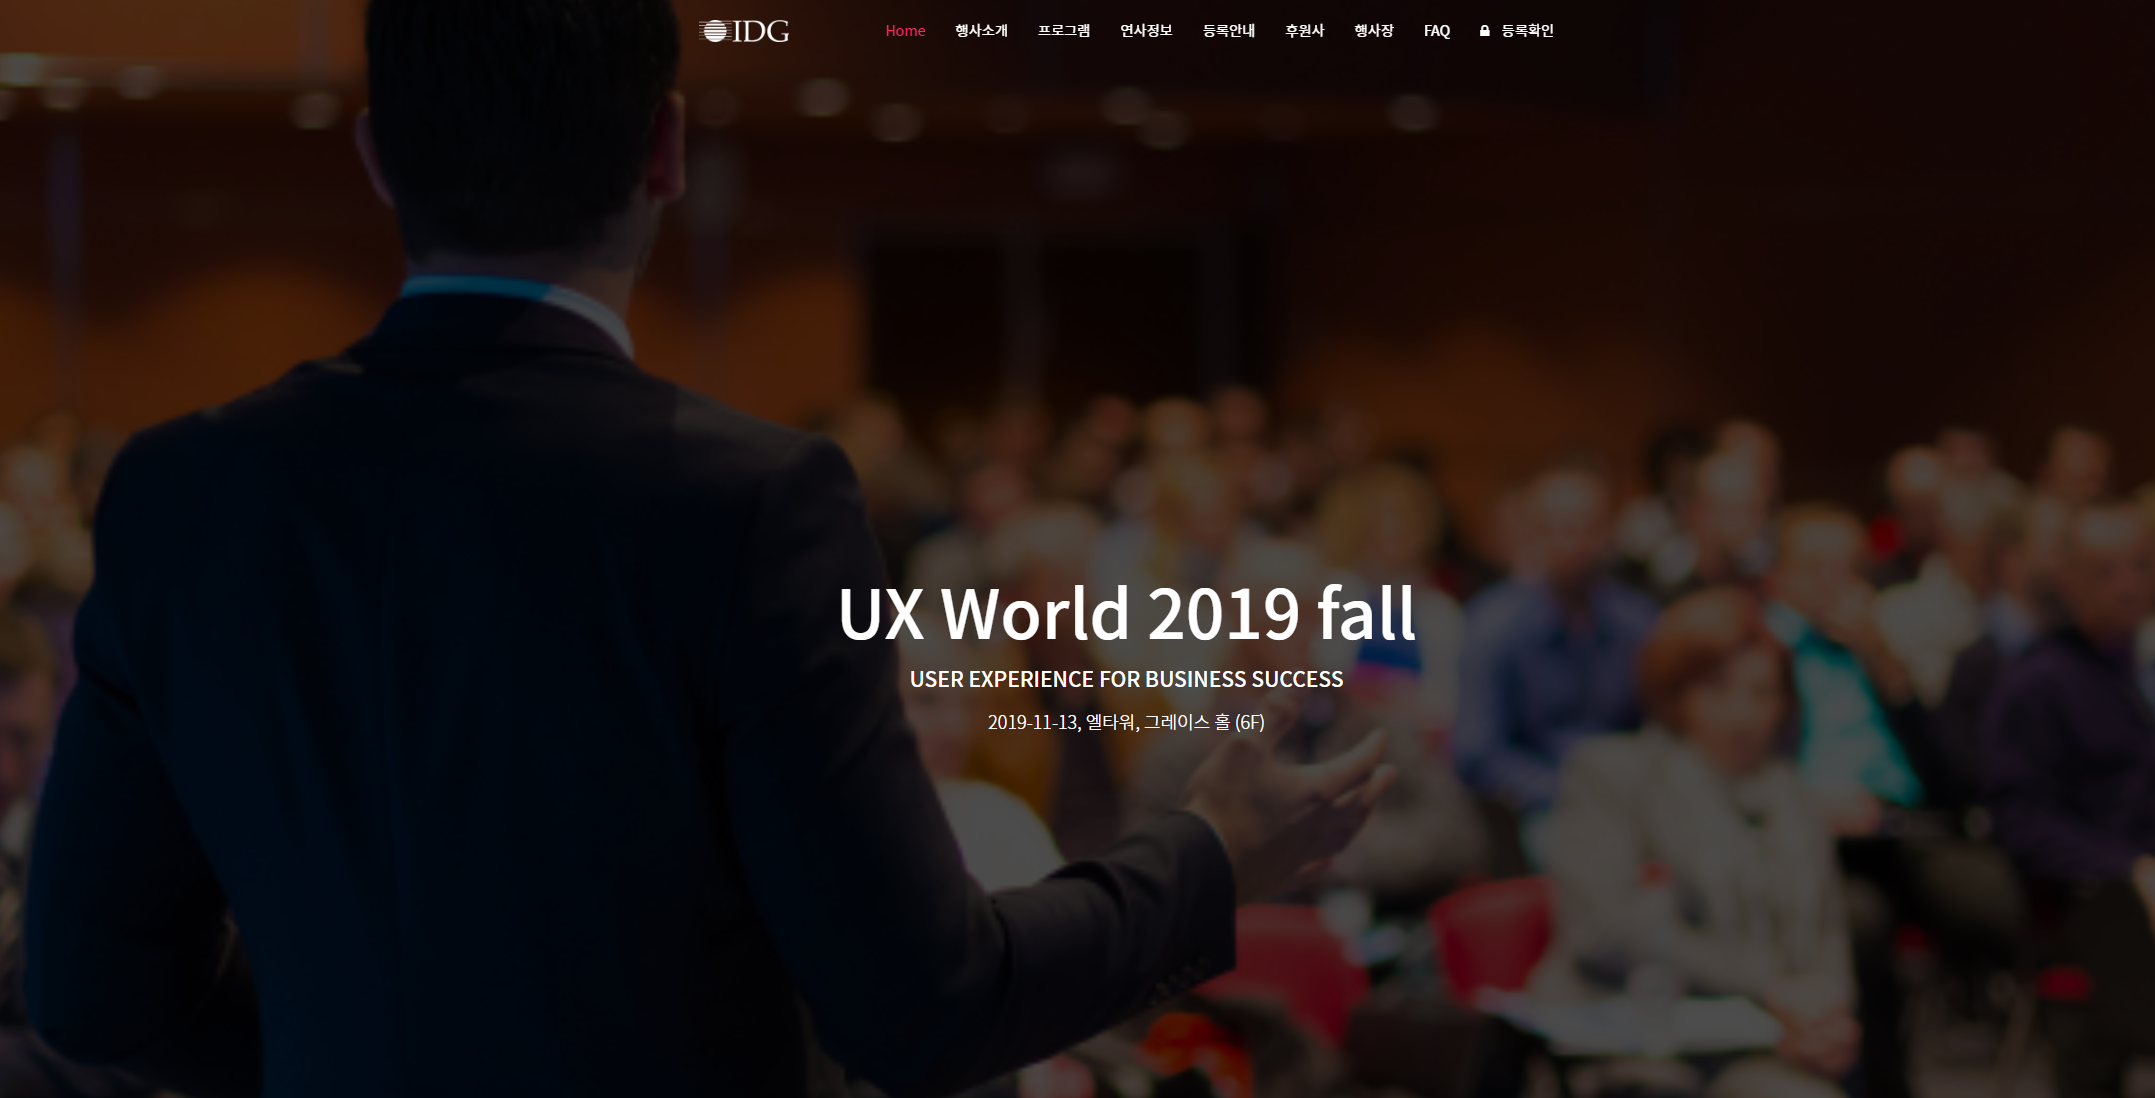 IDG
Home 행사소개 프로그램 연사정보 등록안내 후원사 행사장 FAQ 등록확인
UX World 2019 fall
USER EXPERIENCE FOR BUSINESS SUCCESS
2019-11-13, 엘타워, 그레이스 홀 (6F)